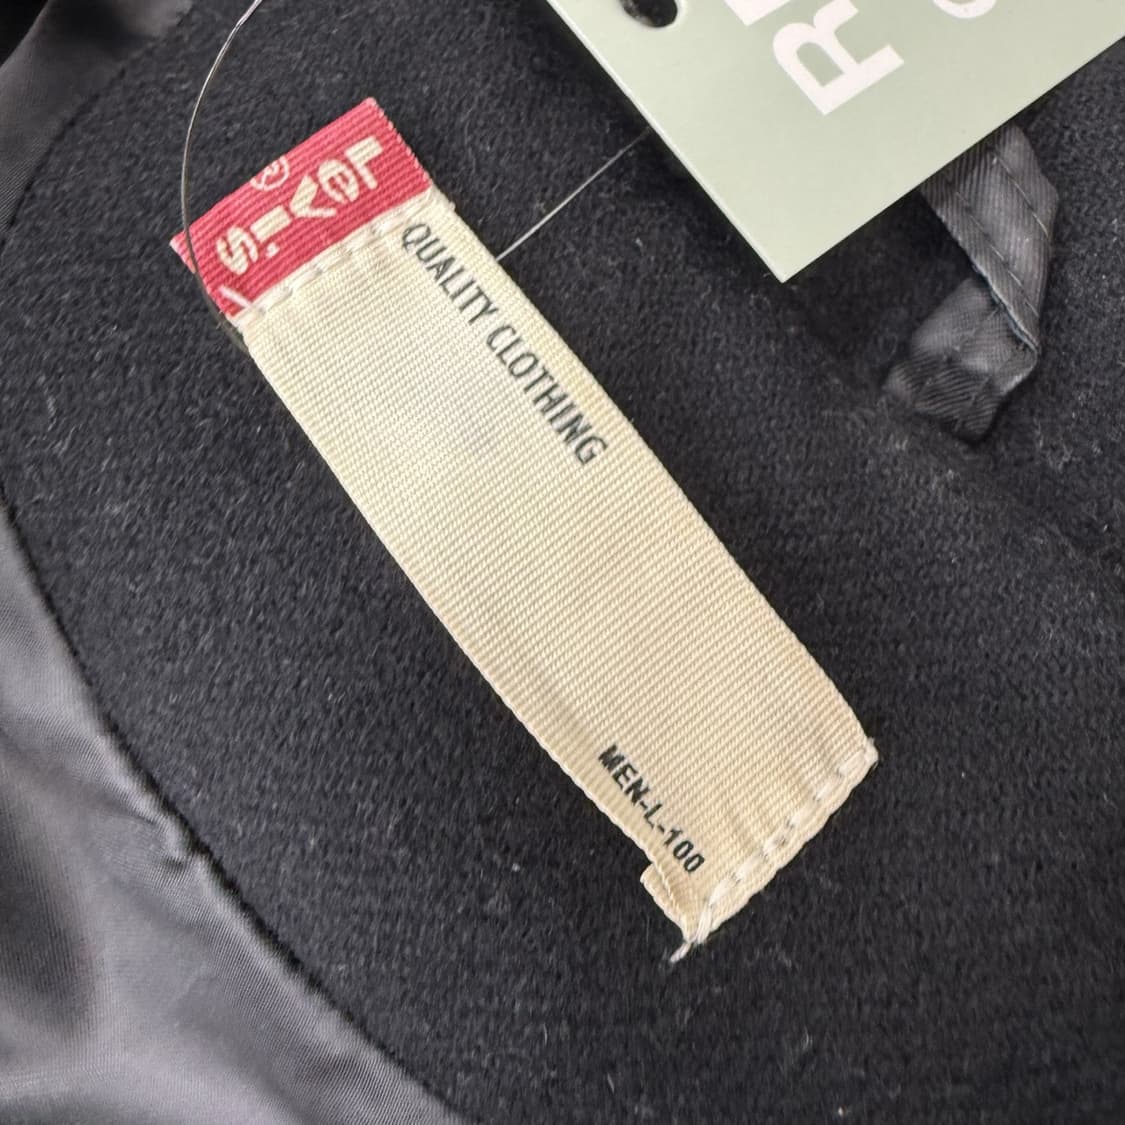 Levi's
®
QUALITY CLOTHING
MEN-L-100
R